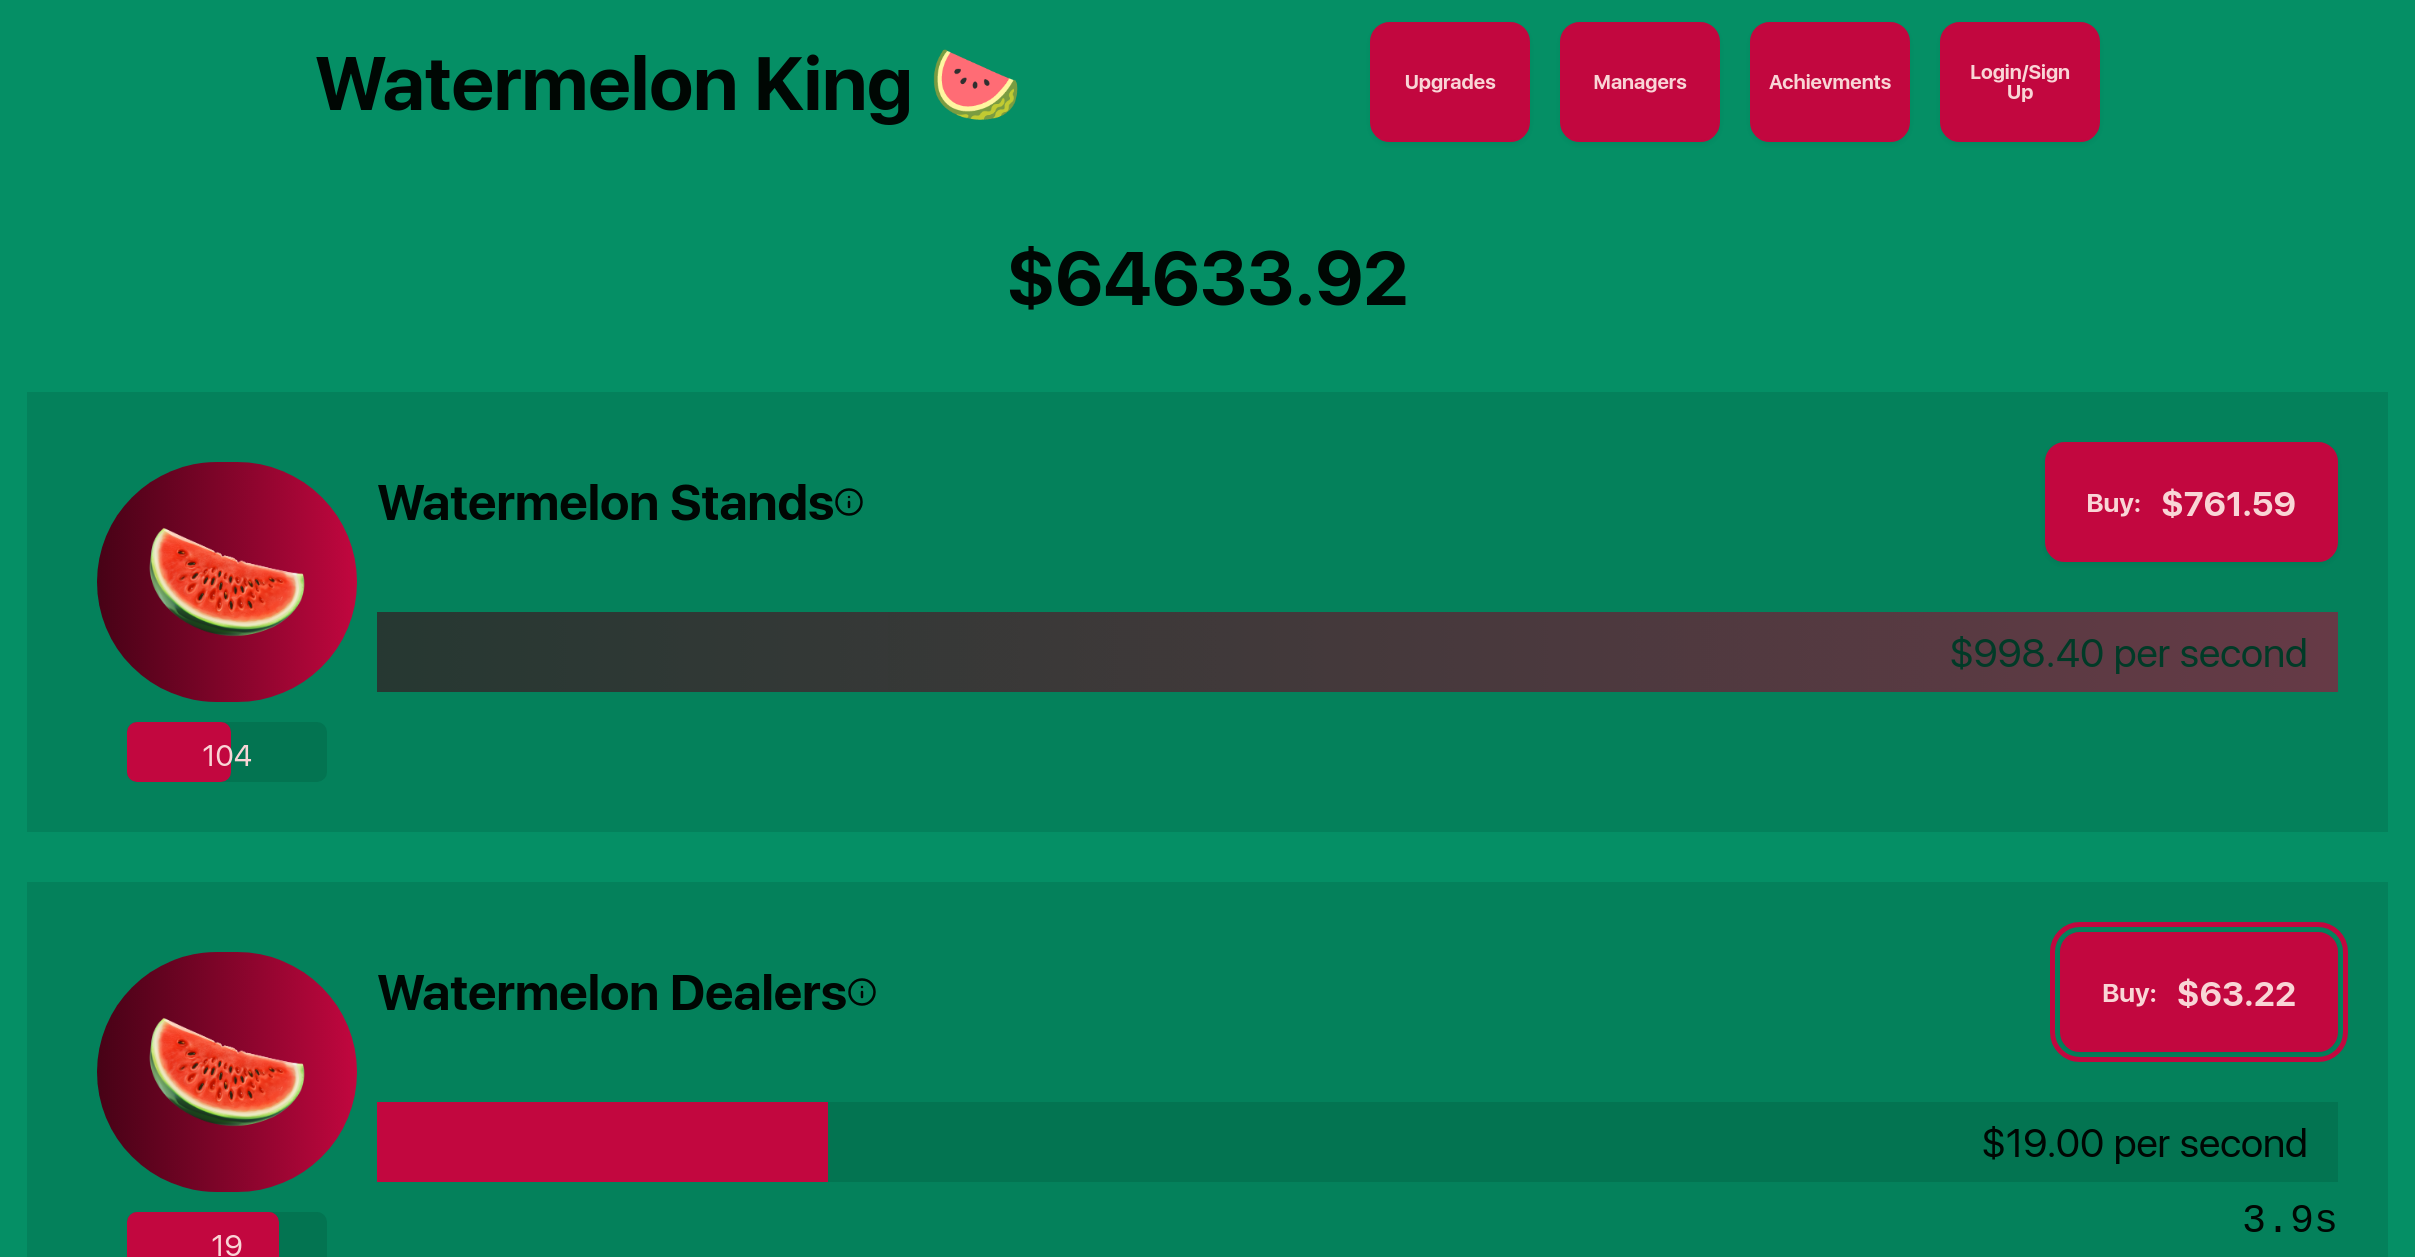 Watermelon King 🍉
Upgrades
Managers
Achievments
Login/Sign
Up
$64633.92
Watermelon Stands
Buy: $761.59
$998.40 per second
104
Watermelon Dealers
Buy: $63.22
$19.00 per second
3.9s
19